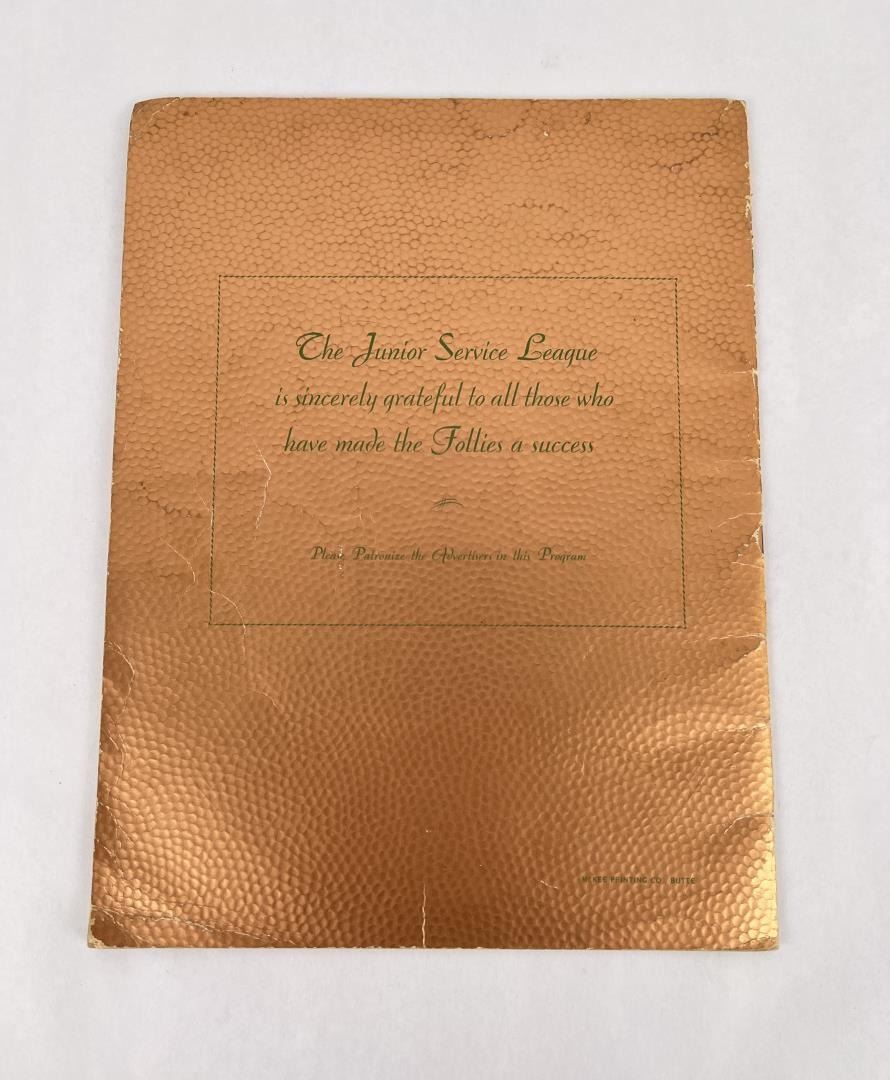 The Junior Service League
is sincerely grateful to all those who
have made the Follies a success
Please Patronize the Advertisers in this Program
McKEE PRINTING CO., BUTTE